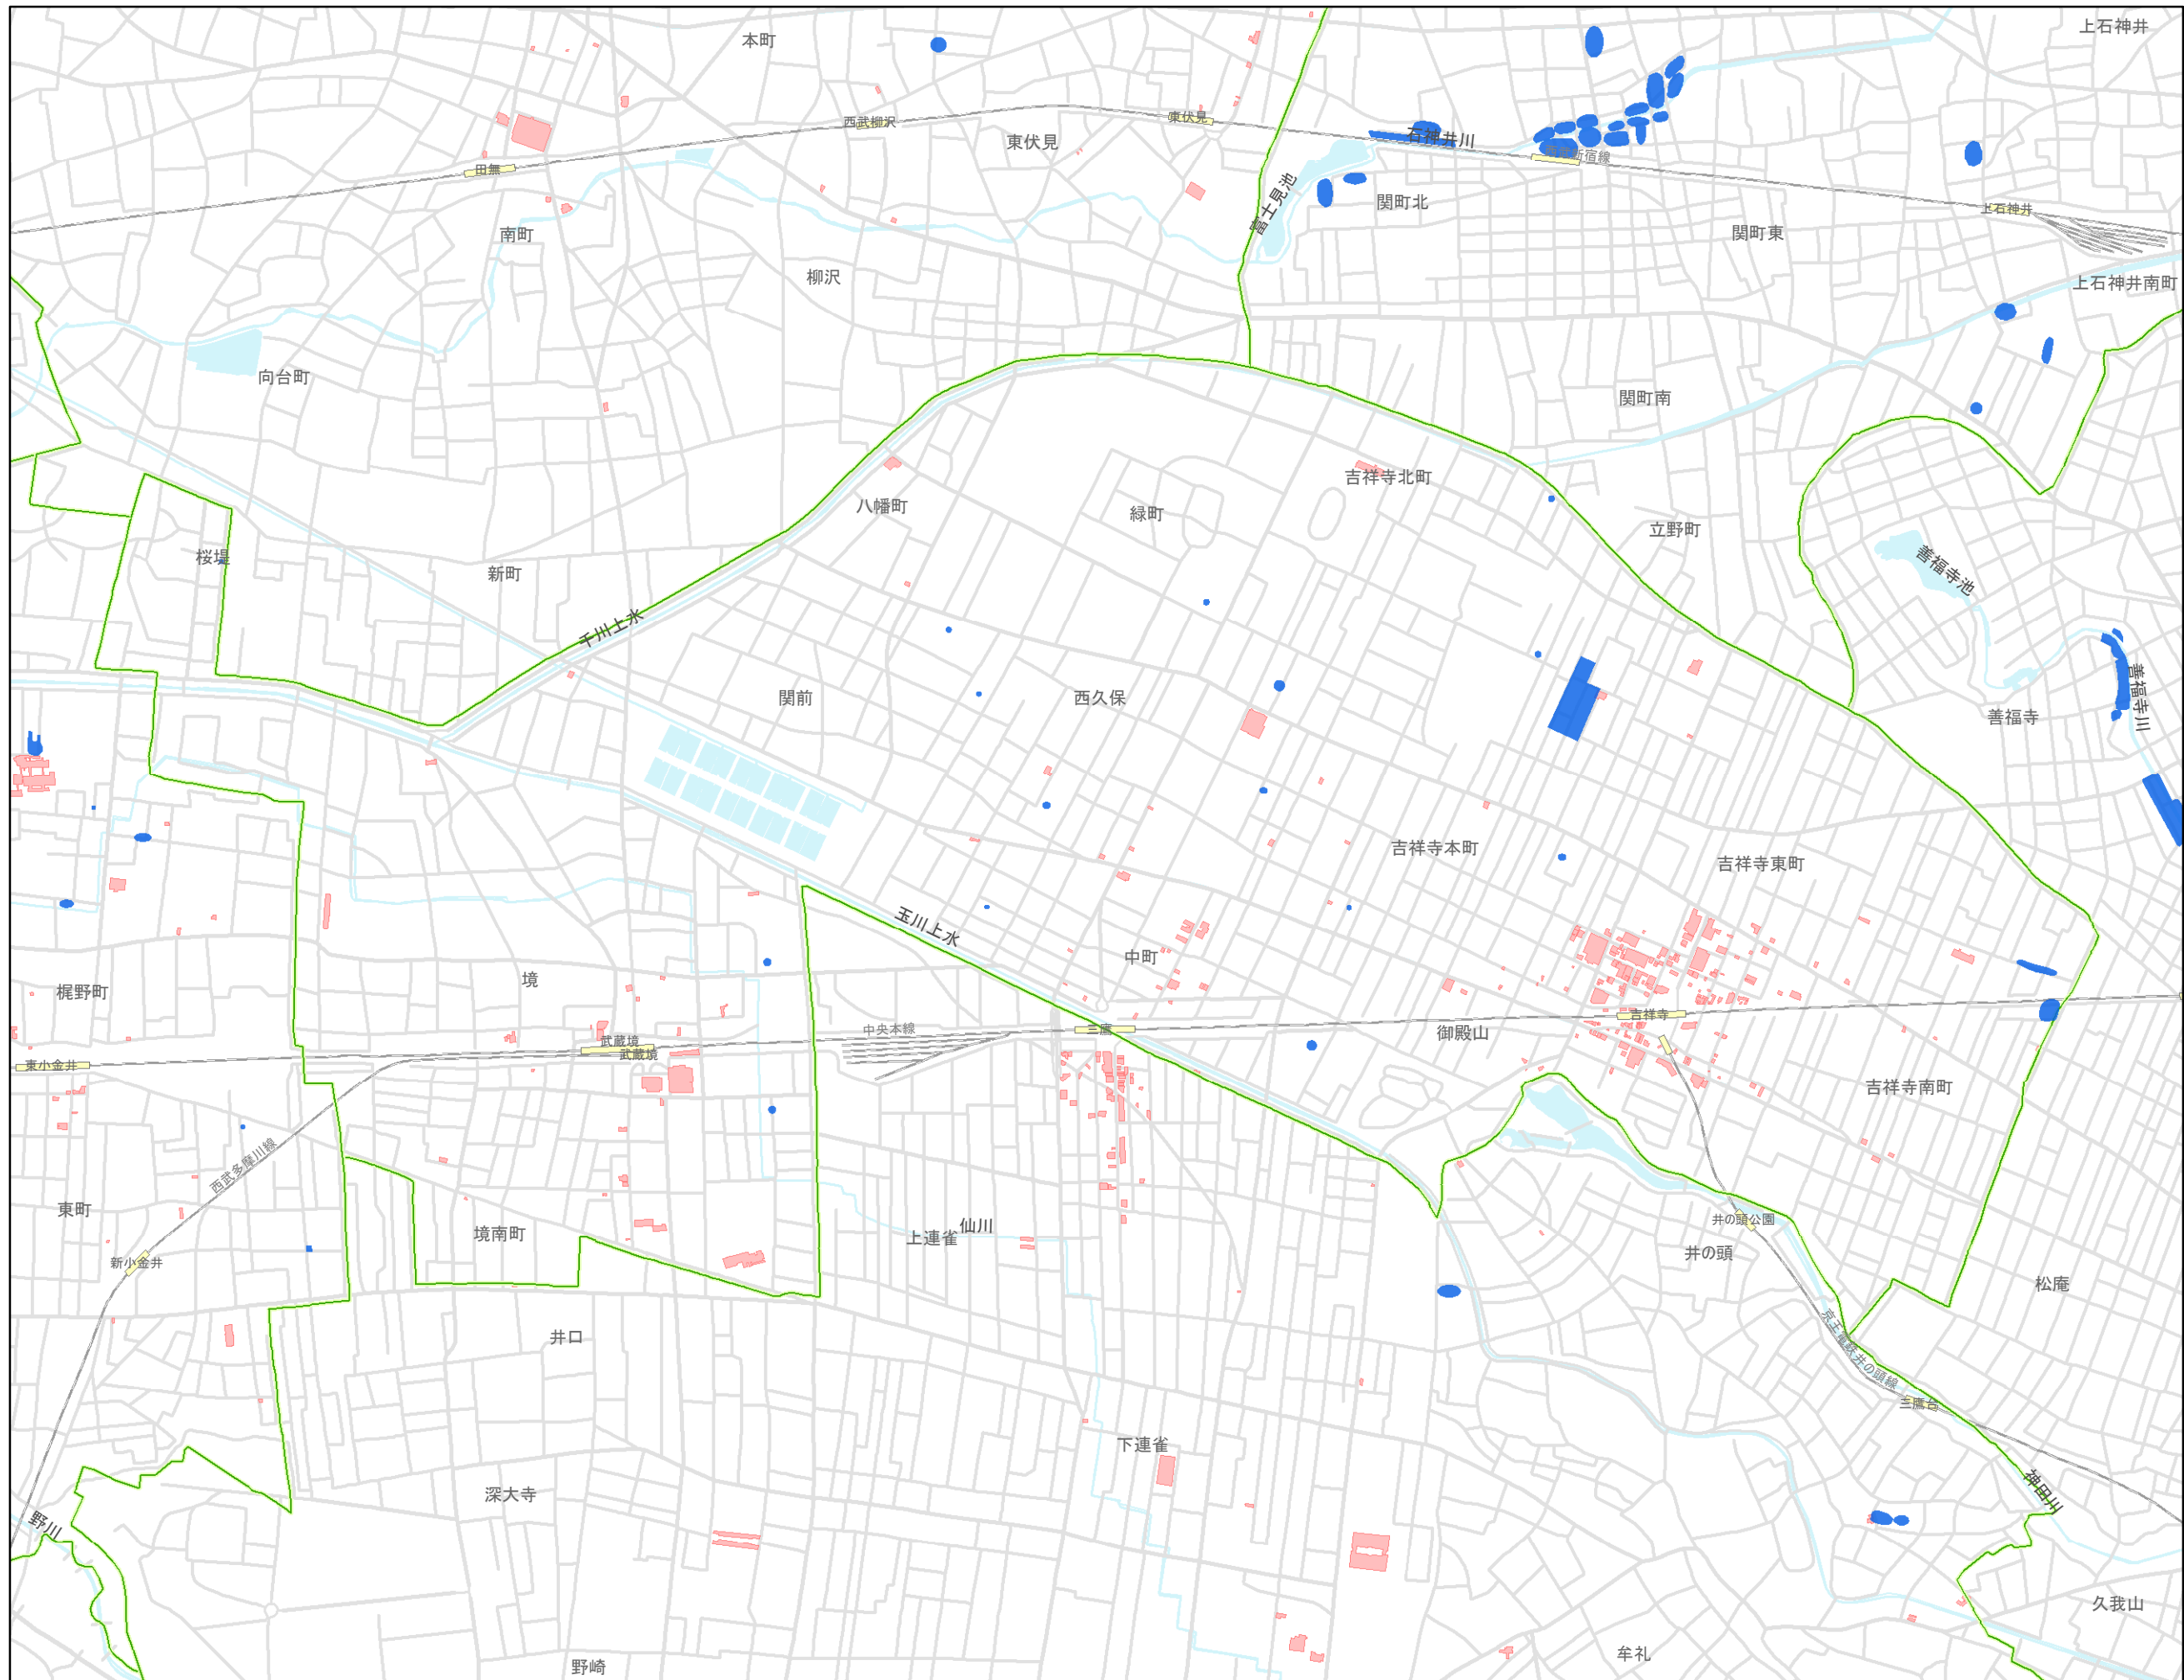 上石神井
本町
西武柳沢
東伏見
東伏見
石神井川
西武新宿線
田無
富士見池
関町北
上石神井
関町東
南町
柳沢
上石神井南町
向台町
関町南
吉祥寺北町
八幡町
緑町
立野町
桜堤
新町
善福寺池
千川上水
関前
西久保
善福寺川
善福寺
吉祥寺本町
吉祥寺東町
玉川上水
中町
境
梶野町
中央本線
三鷹
吉祥寺
御殿山
武蔵境
武蔵境
東小金井
吉祥寺南町
西武多摩川線
東町
境南町
仙川
上連雀
井の頭公園
井の頭
新小金井
松庵
井口
京王電鉄井の頭線
三鷹台
下連雀
深大寺
神田川
野川
久我山
牟礼
野崎